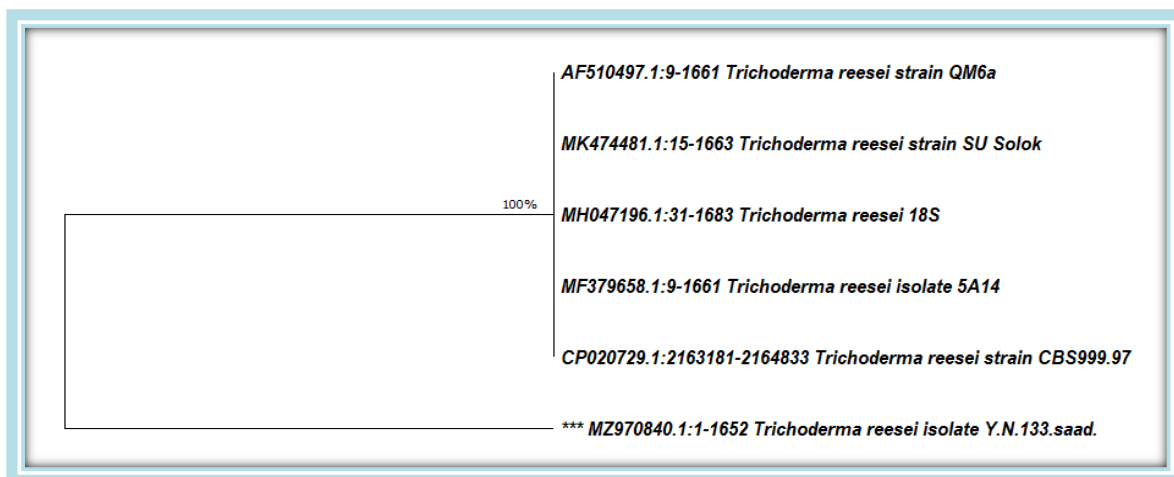 AF510497.1:9-1661 Trichoderma reesei strain QM6a
MK474481.1:15-1663 Trichoderma reesei strain SU Solok
100%
MH047196.1:31-1683 Trichoderma reesei 18S
MF379658.1:9-1661 Trichoderma reesei isolate 5A14
CP020729.1:2163181-2164833 Trichoderma reesei strain CBS999.97
*** MZ970840.1:1-1652 Trichoderma reesei isolate Y.N.133.saad.